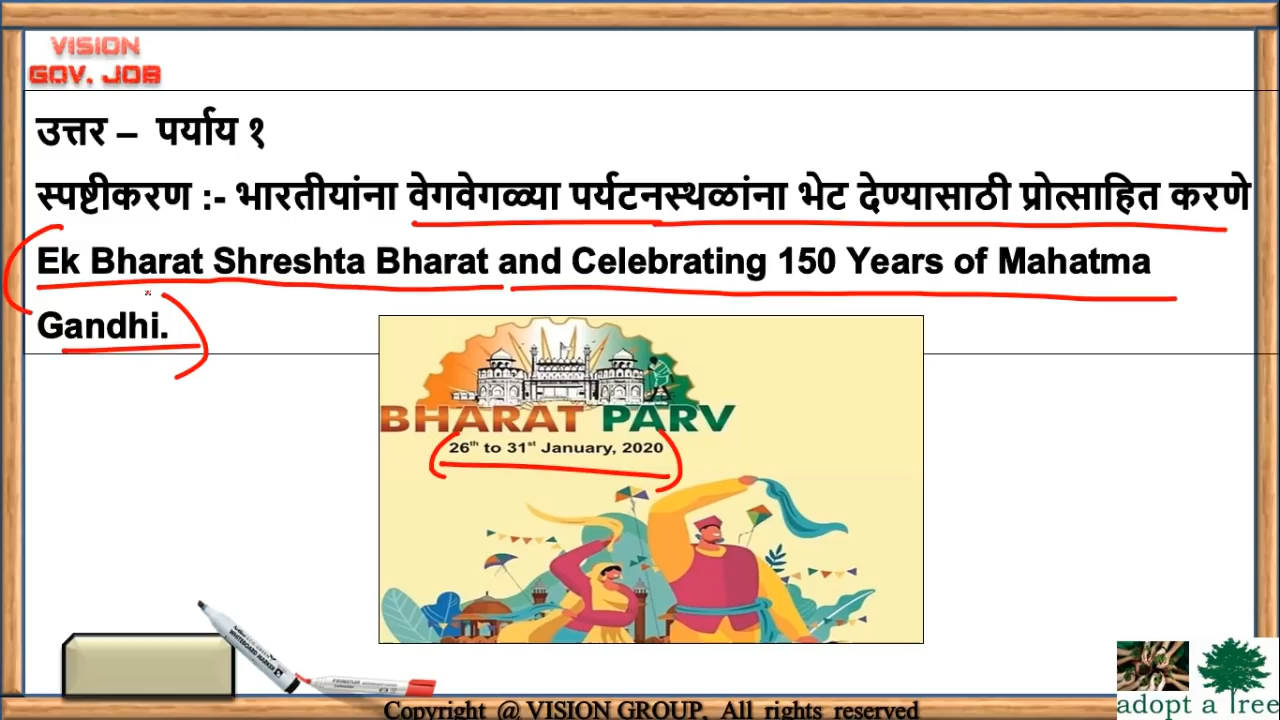 VISION
GOV. JOB
उत्तर – पर्याय १
स्पष्टीकरण :- भारतीयांना वेगवेगळ्या पर्यटनस्थळांना भेट देण्यासाठी प्रोत्साहित करणे
Ek Bharat Shreshta Bharat and Celebrating 150 Years of Mahatma
Gandhi.
BHARAT PARV
26th to 31st January, 2020
WHITEBOARD MARKER
adopt a Tree
Copyright @ VISION GROUP, All rights reserved